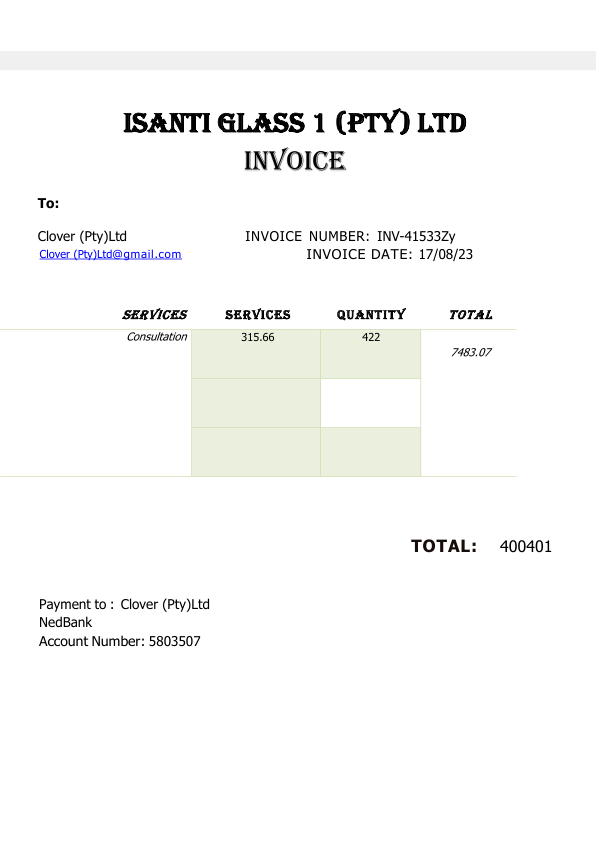 ISANTI GLASS 1 (PTY) LTD
INVOICE
To:
Clover (Pty)Ltd
INVOICE NUMBER: INV-41533Zy
Clover (Pty)Ltd@gmail.com
INVOICE DATE: 17/08/23
SERVICES SERVICES QUANTITY TOTAL
Consultation 315.66 422
7483.07
TOTAL: 400401
Payment to : Clover (Pty)Ltd
NedBank
Account Number: 5803507